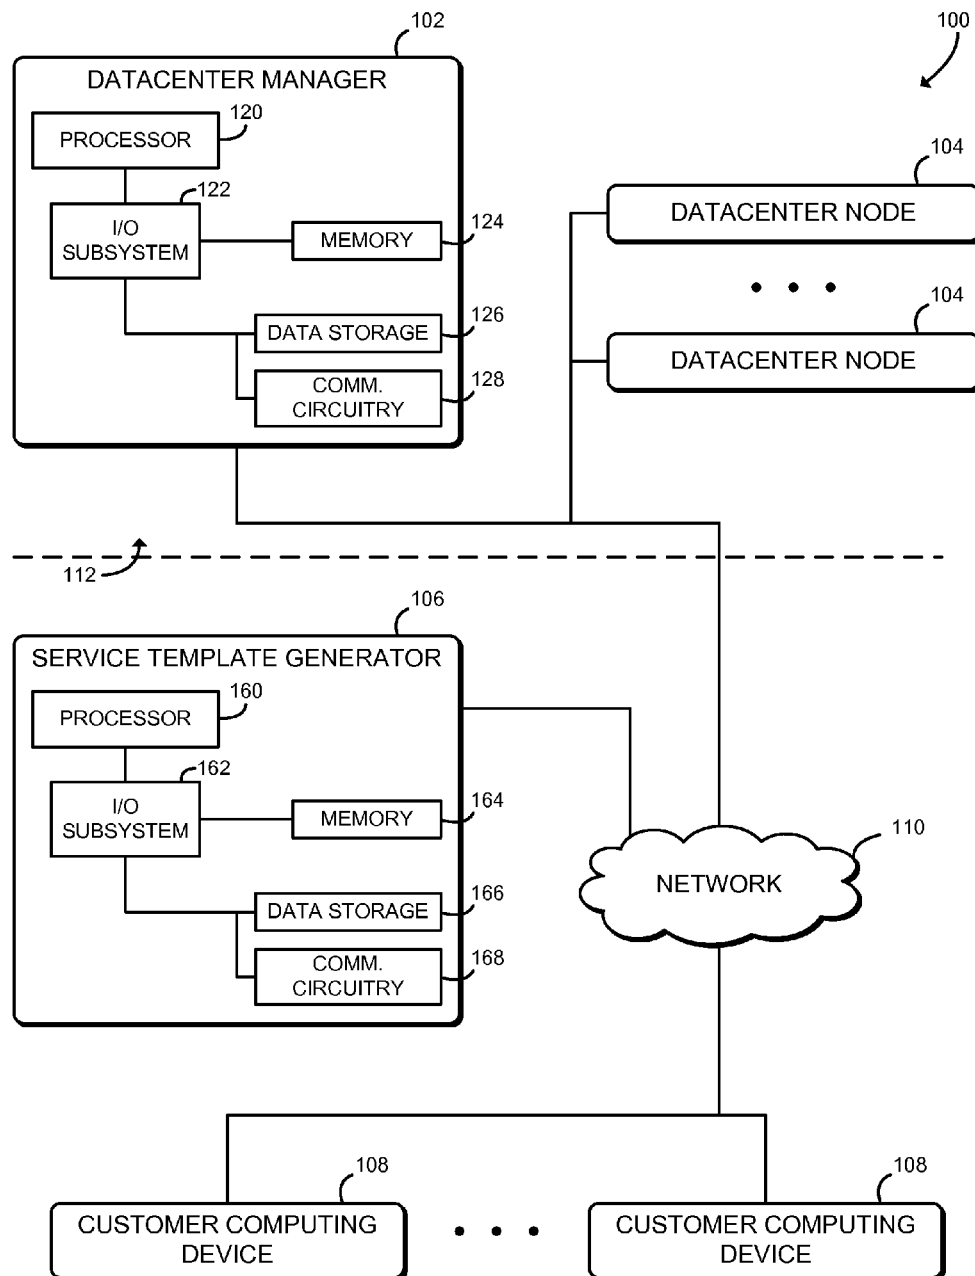 102
100
DATACENTER MANAGER
120
PROCESSOR
122
I/O
SUBSYSTEM
124
MEMORY
126
DATA STORAGE
128
COMM.
CIRCUITRY
104
DATACENTER NODE
104
DATACENTER NODE
112
106
SERVICE TEMPLATE GENERATOR
160
PROCESSOR
162
I/O
SUBSYSTEM
164
MEMORY
166
DATA STORAGE
168
COMM.
CIRCUITRY
110
NETWORK
108
CUSTOMER COMPUTING
DEVICE
108
CUSTOMER COMPUTING
DEVICE